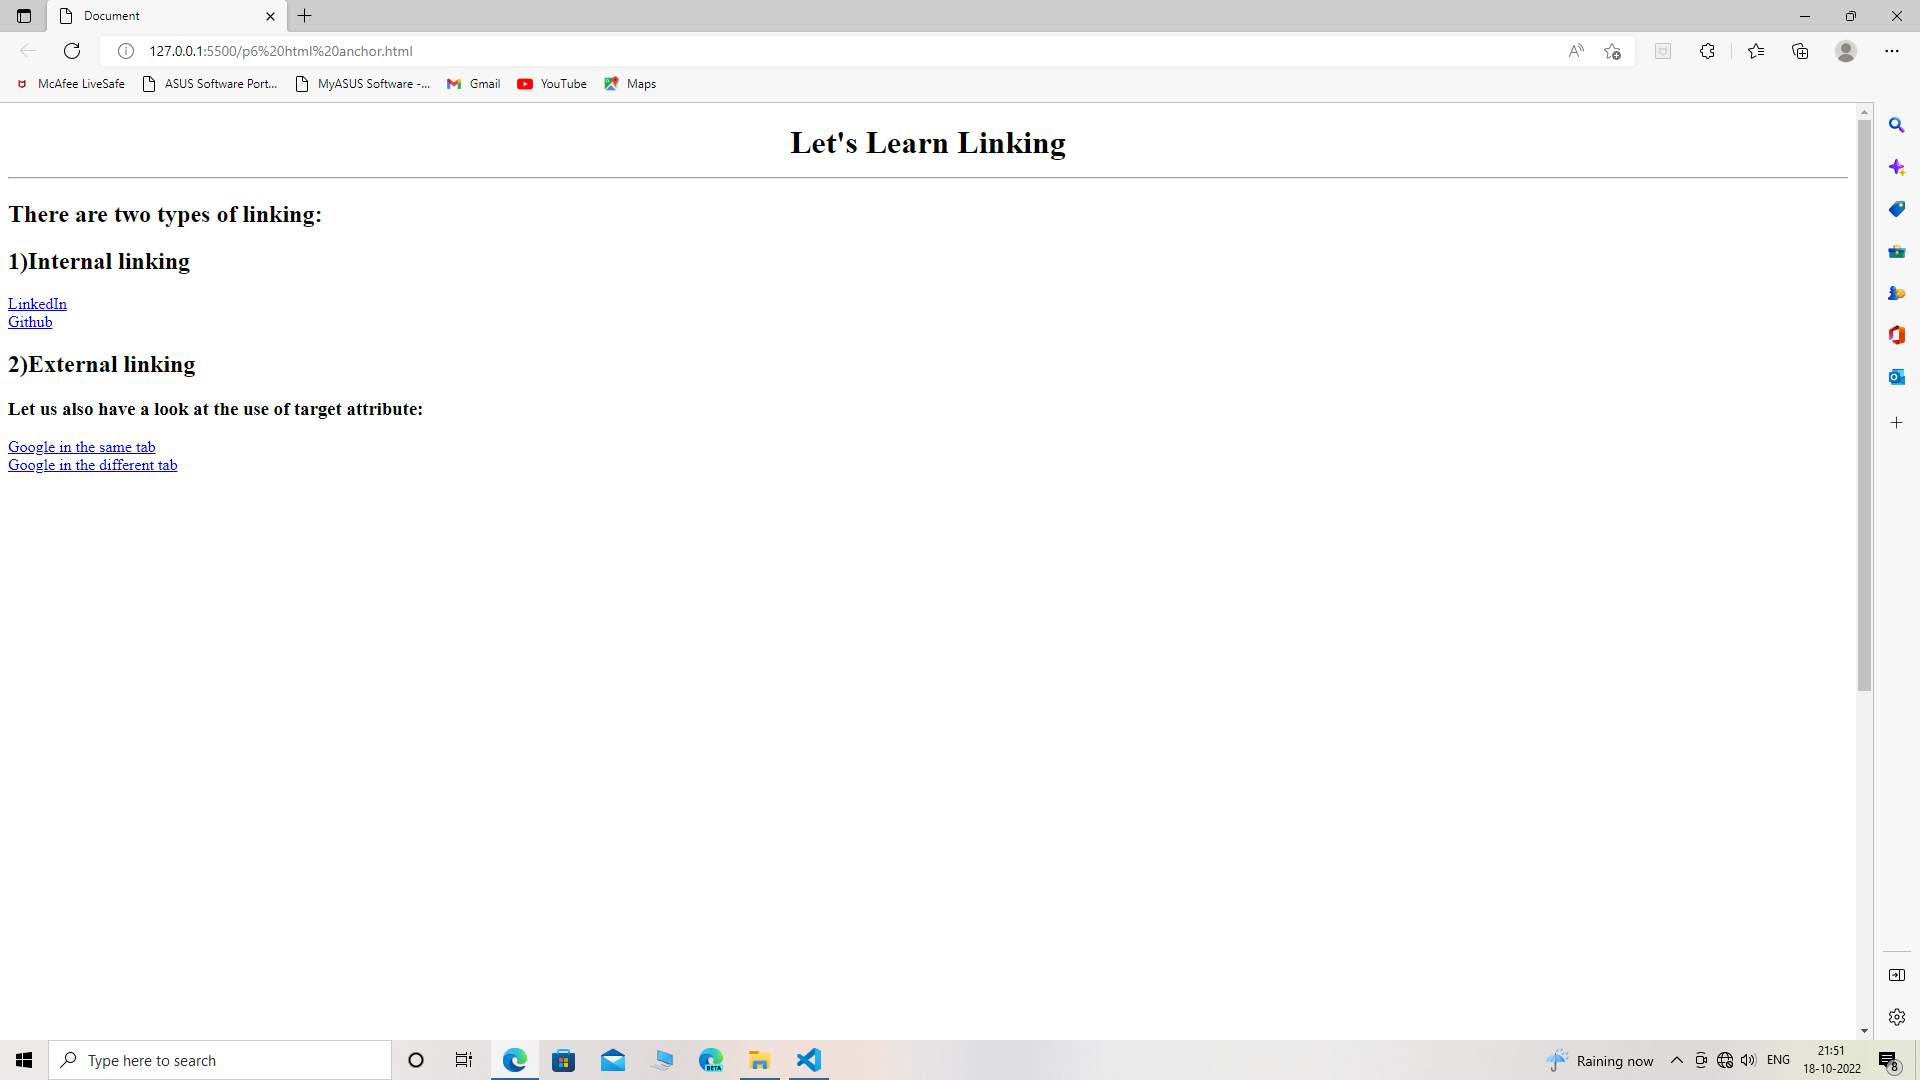 Document
127.0.0.1:5500/p6%20html%20anchor.html
McAfee LiveSafe
ASUS Software Port...
MyASUS Software -...
Gmail
YouTube
Maps
Let's Learn Linking
There are two types of linking:
1)Internal linking
LinkedIn
Github
2)External linking
Let us also have a look at the use of target attribute:
Google in the same tab
Google in the different tab
Type here to search
BETA
Raining now
ENG
21:51
18-10-2022
8